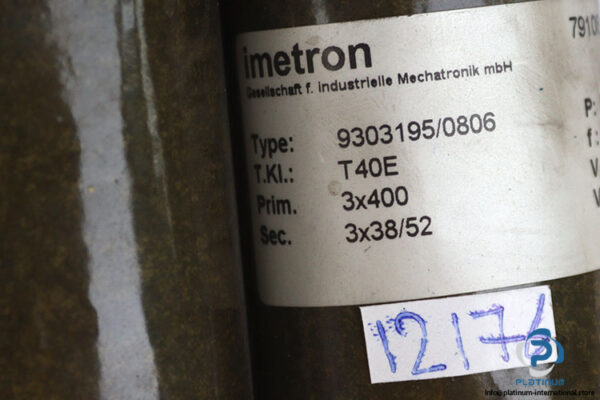 imetron
Gesellschaft f. industrielle Mechatronik mbH
Type: 9303195/0806
T.Kl.: T40E
Prim. 3x400
Sec. 3x38/52
P:
f:
V
V
PLATINUM
Info@platinum-international.store